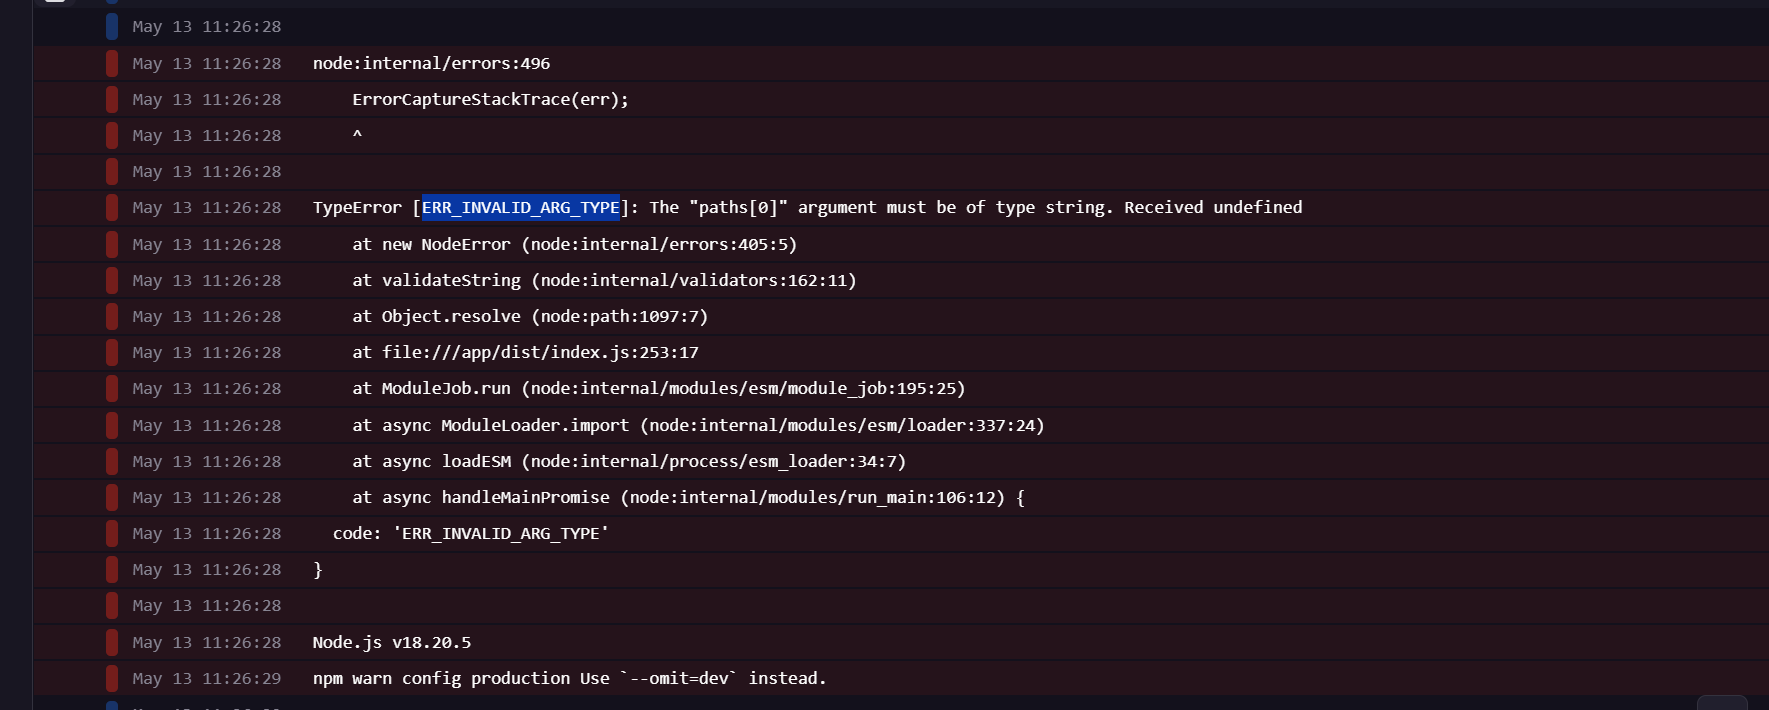 May 13 11:26:28
May 13 11:26:28 node:internal/errors:496
May 13 11:26:28     ErrorCaptureStackTrace(err);
May 13 11:26:28     ^
May 13 11:26:28
May 13 11:26:28 TypeError [ERR_INVALID_ARG_TYPE]: The "paths[0]" argument must be of type string. Received undefined
May 13 11:26:28     at new NodeError (node:internal/errors:405:5)
May 13 11:26:28     at validateString (node:internal/validators:162:11)
May 13 11:26:28     at Object.resolve (node:path:1097:7)
May 13 11:26:28     at file:///app/dist/index.js:253:17
May 13 11:26:28     at ModuleJob.run (node:internal/modules/esm/module_job:195:25)
May 13 11:26:28     at async ModuleLoader.import (node:internal/modules/esm/loader:337:24)
May 13 11:26:28     at async loadESM (node:internal/process/esm_loader:34:7)
May 13 11:26:28     at async handleMainPromise (node:internal/modules/run_main:106:12) {
May 13 11:26:28   code: 'ERR_INVALID_ARG_TYPE'
May 13 11:26:28 }
May 13 11:26:28
May 13 11:26:28 Node.js v18.20.5
May 13 11:26:29 npm warn config production Use `--omit=dev` instead.